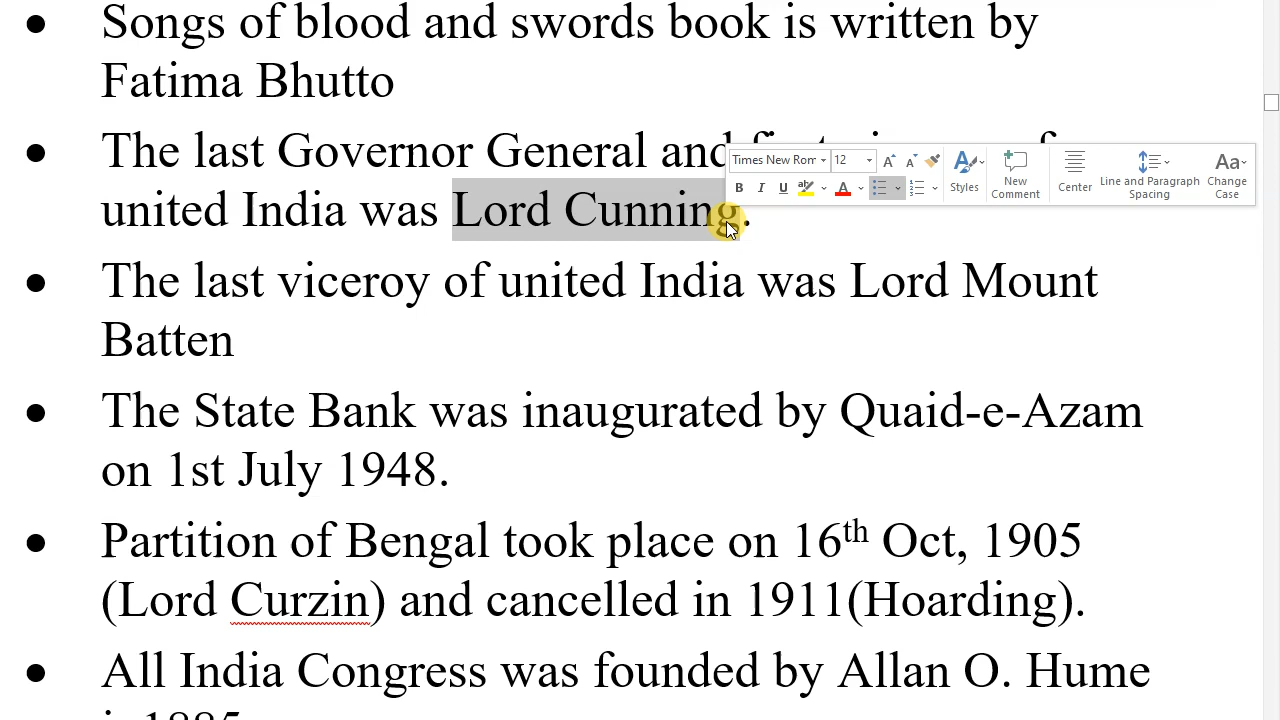 Songs of blood and swords book is written by
Fatima Bhutto
The last Governor General and
united India was Lord Cunning.
Times New Rom 12
Styles New Comment Center Line and Paragraph Spacing Change Case
B I U
The last viceroy of united India was Lord Mount
Batten
The State Bank was inaugurated by Quaid-e-Azam
on 1st July 1948.
Partition of Bengal took place on 16th Oct, 1905
(Lord Curzin) and cancelled in 1911(Hoarding).
All India Congress was founded by Allan O. Hume